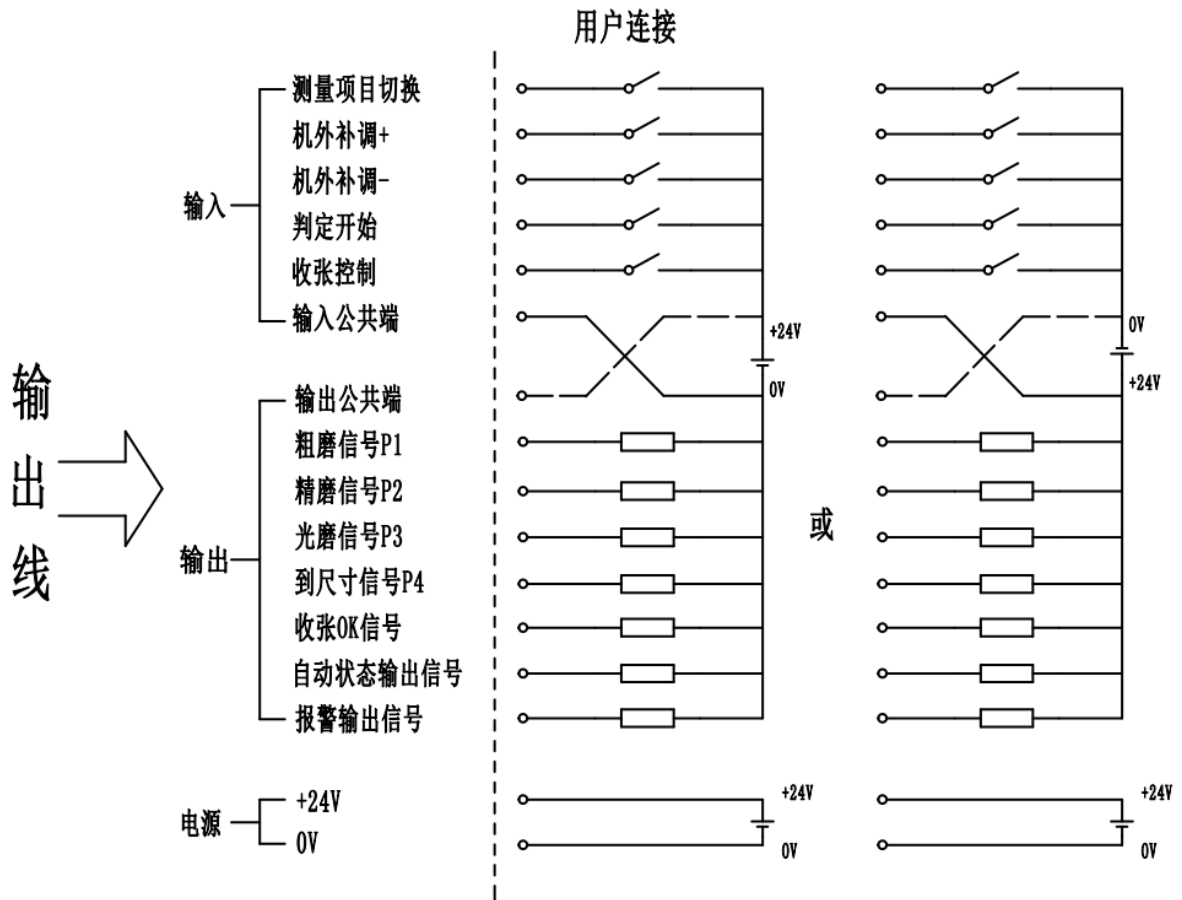 用户连接
输出线
输入
测量项目切换
机外补调+
机外补调-
判定开始
收张控制
输入公共端
+24V
0V
0V
+24V
输出
输出公共端
粗磨信号P1
精磨信号P2
光磨信号P3
到尺寸信号P4
收张OK信号
自动状态输出信号
报警输出信号
或
电源
+24V
0V
+24V
0V
+24V
0V